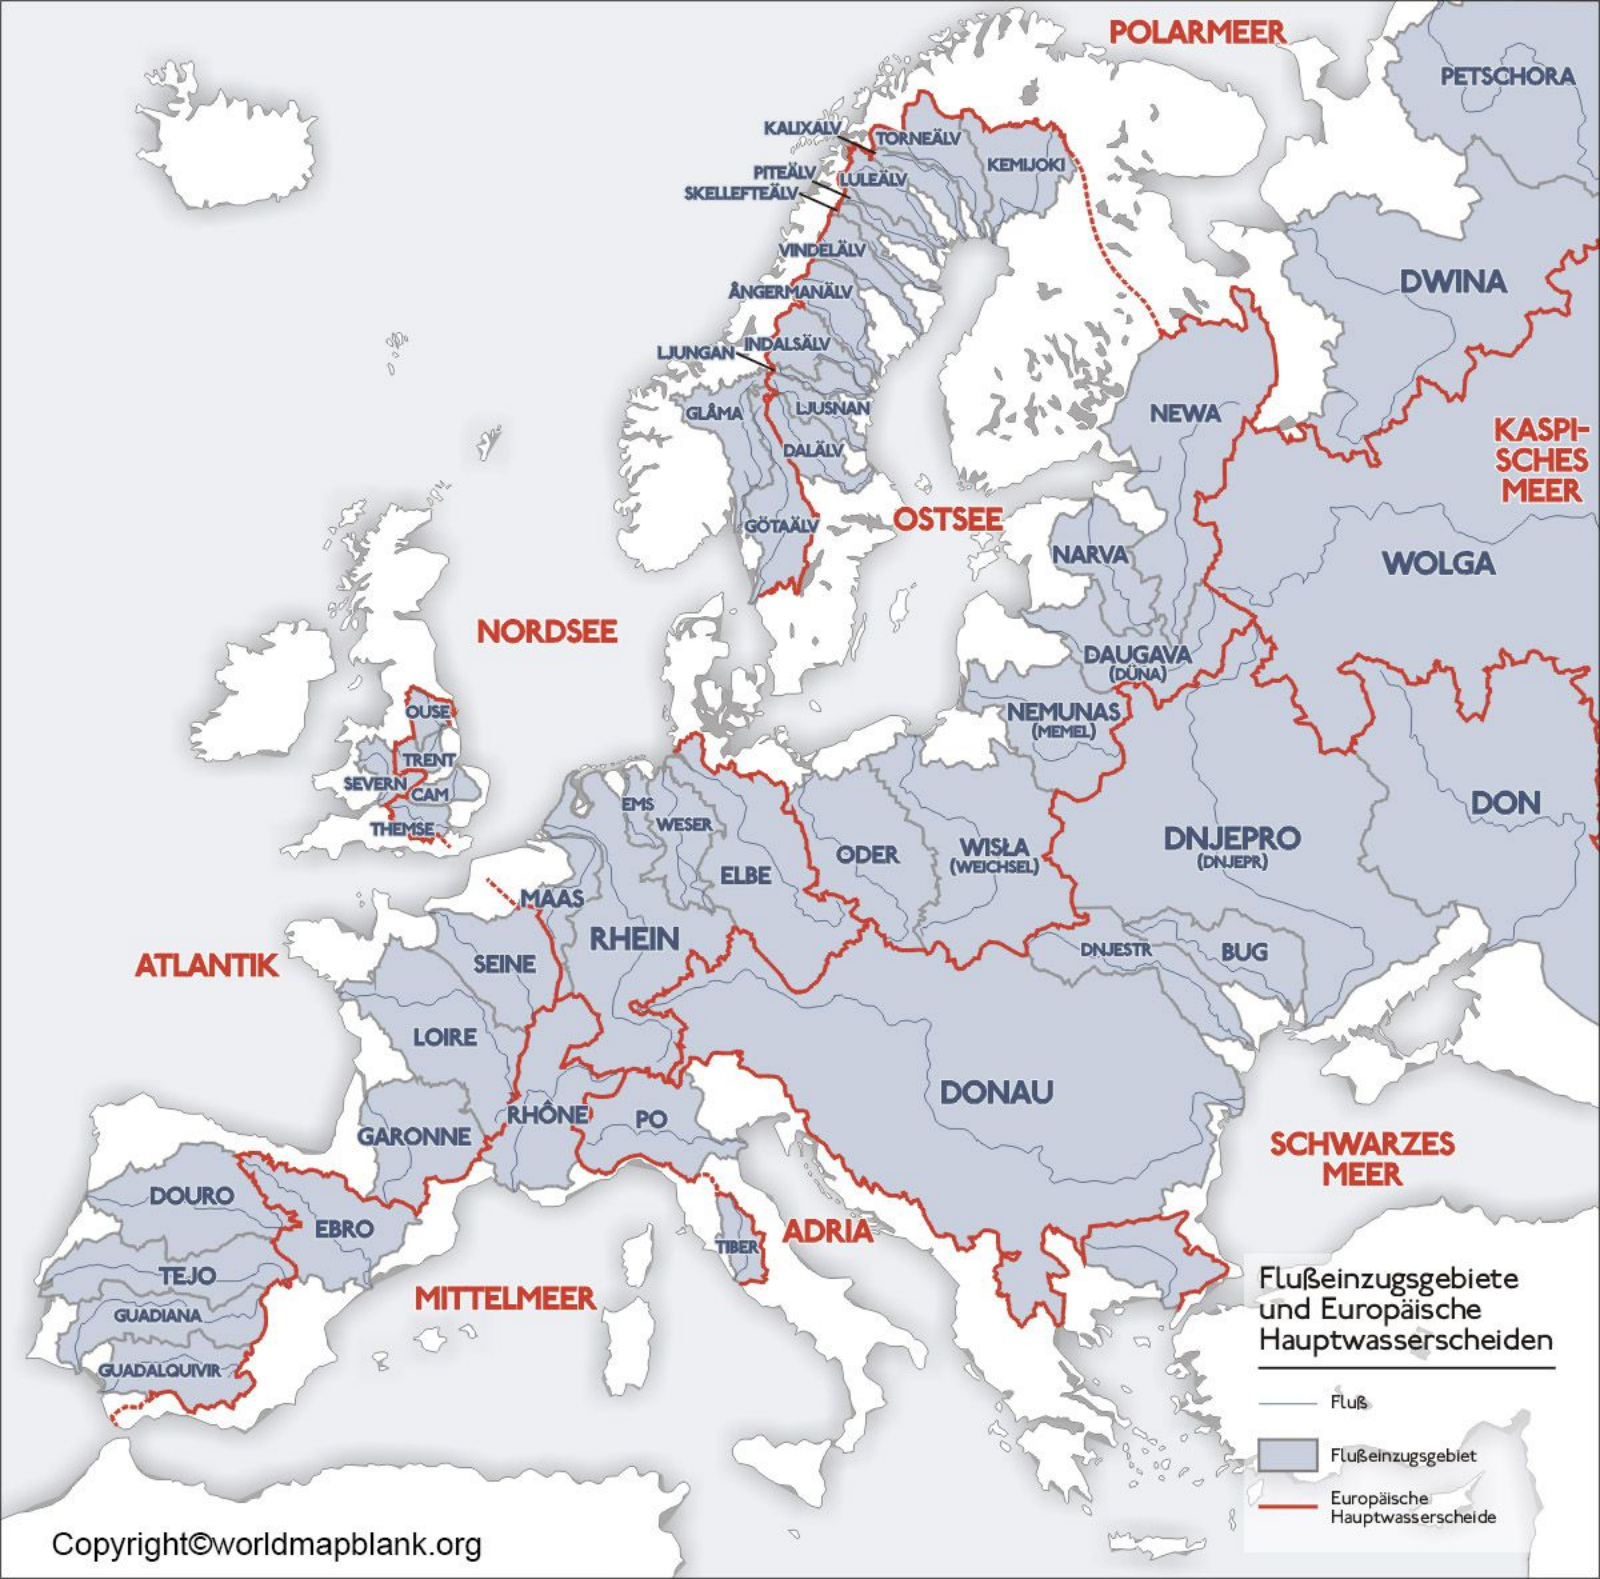 POLARMEER
PETSCHORA
KALIXÄLV
TORNEÄLV
KEMIJOKI
PITEÄLV
LULEÄLV
SKELLEFTEÄLV
VINDELÄLV
DWINA
ÅNGERMANÄLV
INDALSÄLV
LJUNGAN
GLÅMA
LJUSNAN
NEWA
KASPI-
SCHES
MEER
DALÄLV
OSTSEE
GÖTAÄLV
NARVA
WOLGA
NORDSEE
DAUGAVA
(DÜNA)
OUSE
NEMUNAS
(MEMEL)
TRENT
SEVERN
CAM
EMS
DON
THEMSE
WESER
DNJEPRO
(DNJEPR)
ODER
WISŁA
(WEICHSEL)
ELBE
MAAS
RHEIN
DNJESTR
BUG
ATLANTIK
SEINE
LOIRE
DONAU
RHÔNE
PO
GARONNE
SCHWARZES
MEER
DOURO
EBRO
ADRIA
TIBER
TEJO
MITTELMEER
GUADIANA
GUADALQUIVIR
Flußeinzugsgebiete
und Europäische
Hauptwasserscheiden
Fluß
Flußeinzugsgebiet
Europäische
Hauptwasserscheide
Copyright©worldmapblank.org